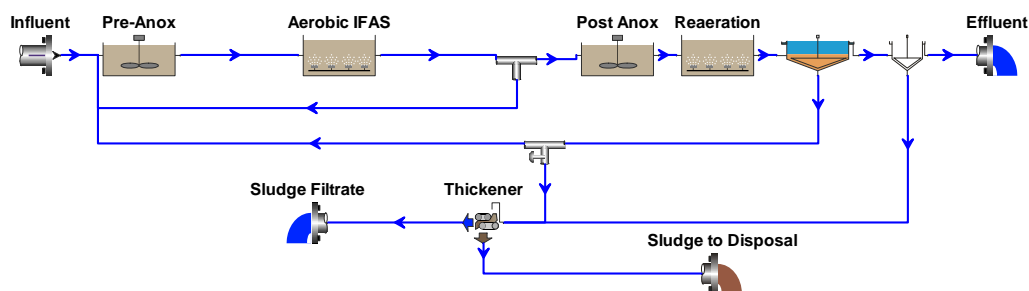 Influent
Pre-Anox
Aerobic IFAS
Post Anox
Reaeration
Effluent
Sludge Filtrate
Thickener
Sludge to Disposal